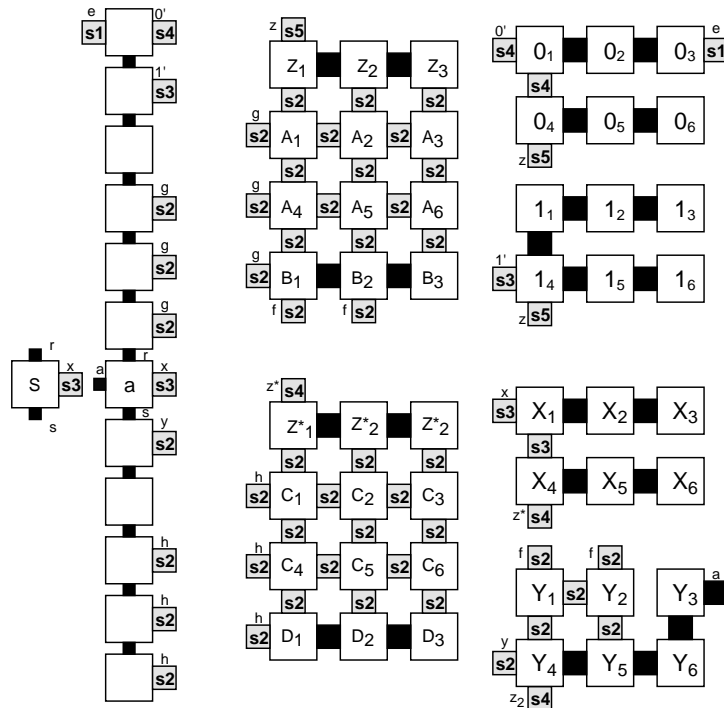 e 0'
s1 s4
1'
s3
g
s2
g
s2
g
s2
r r
x a x
S s3 a s3
s s
y
s2
h
s2
h
s2
h
s2
z s5
Z1 Z2 Z3
s2 s2 s2
g
s2 A1 s2 A2 s2 A3
s2 s2 s2
g
s2 A4 s2 A5 s2 A6
s2 s2 s2
g
s2 B1 B2 B3
f s2 f s2
z* s4
Z*1 Z*2 Z*2
s2 s2 s2
h
s2 C1 s2 C2 s2 C3
s2 s2 s2
h
s2 C4 s2 C5 s2 C6
s2 s2 s2
h
s2 D1 D2 D3
0' e
s4 01 02 03 s1
s4
04 05 06
z s5
11 12 13
1'
s3 14 15 16
z s5
x
s3 X1 X2 X3
s3
X4 X5 X6
z* s4
f s2 f s2
a
Y1 s2 Y2 Y3
s2 s2
y
s2 Y4 Y5 Y6
z2 s4